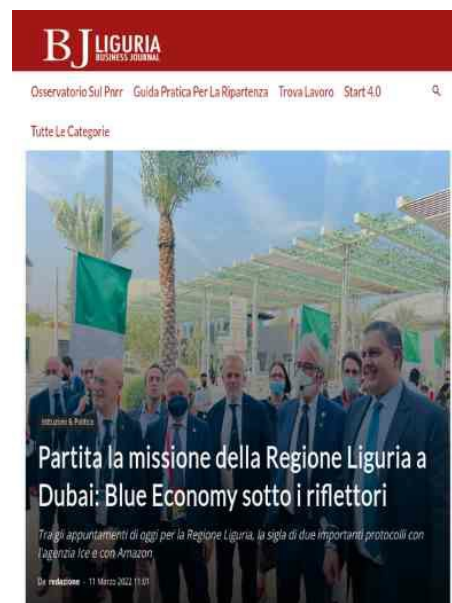 BJ LIGURIA
BUSINESS JOURNAL
Osservatorio Sul Pnrr Guida Pratica Per La Ripartenza Trova Lavoro Start 4.0
Tutte Le Categorie
Istituzioni & Politica
Partita la missione della Regione Liguria a
Dubai: Blue Economy sotto i riflettori
Tra gli appuntamenti di oggi per la Regione Liguria, la sigla di due importanti protocolli con
l'agenzia Ice e con Amazon
Da redazione - 11 Marzo 2022 11:01